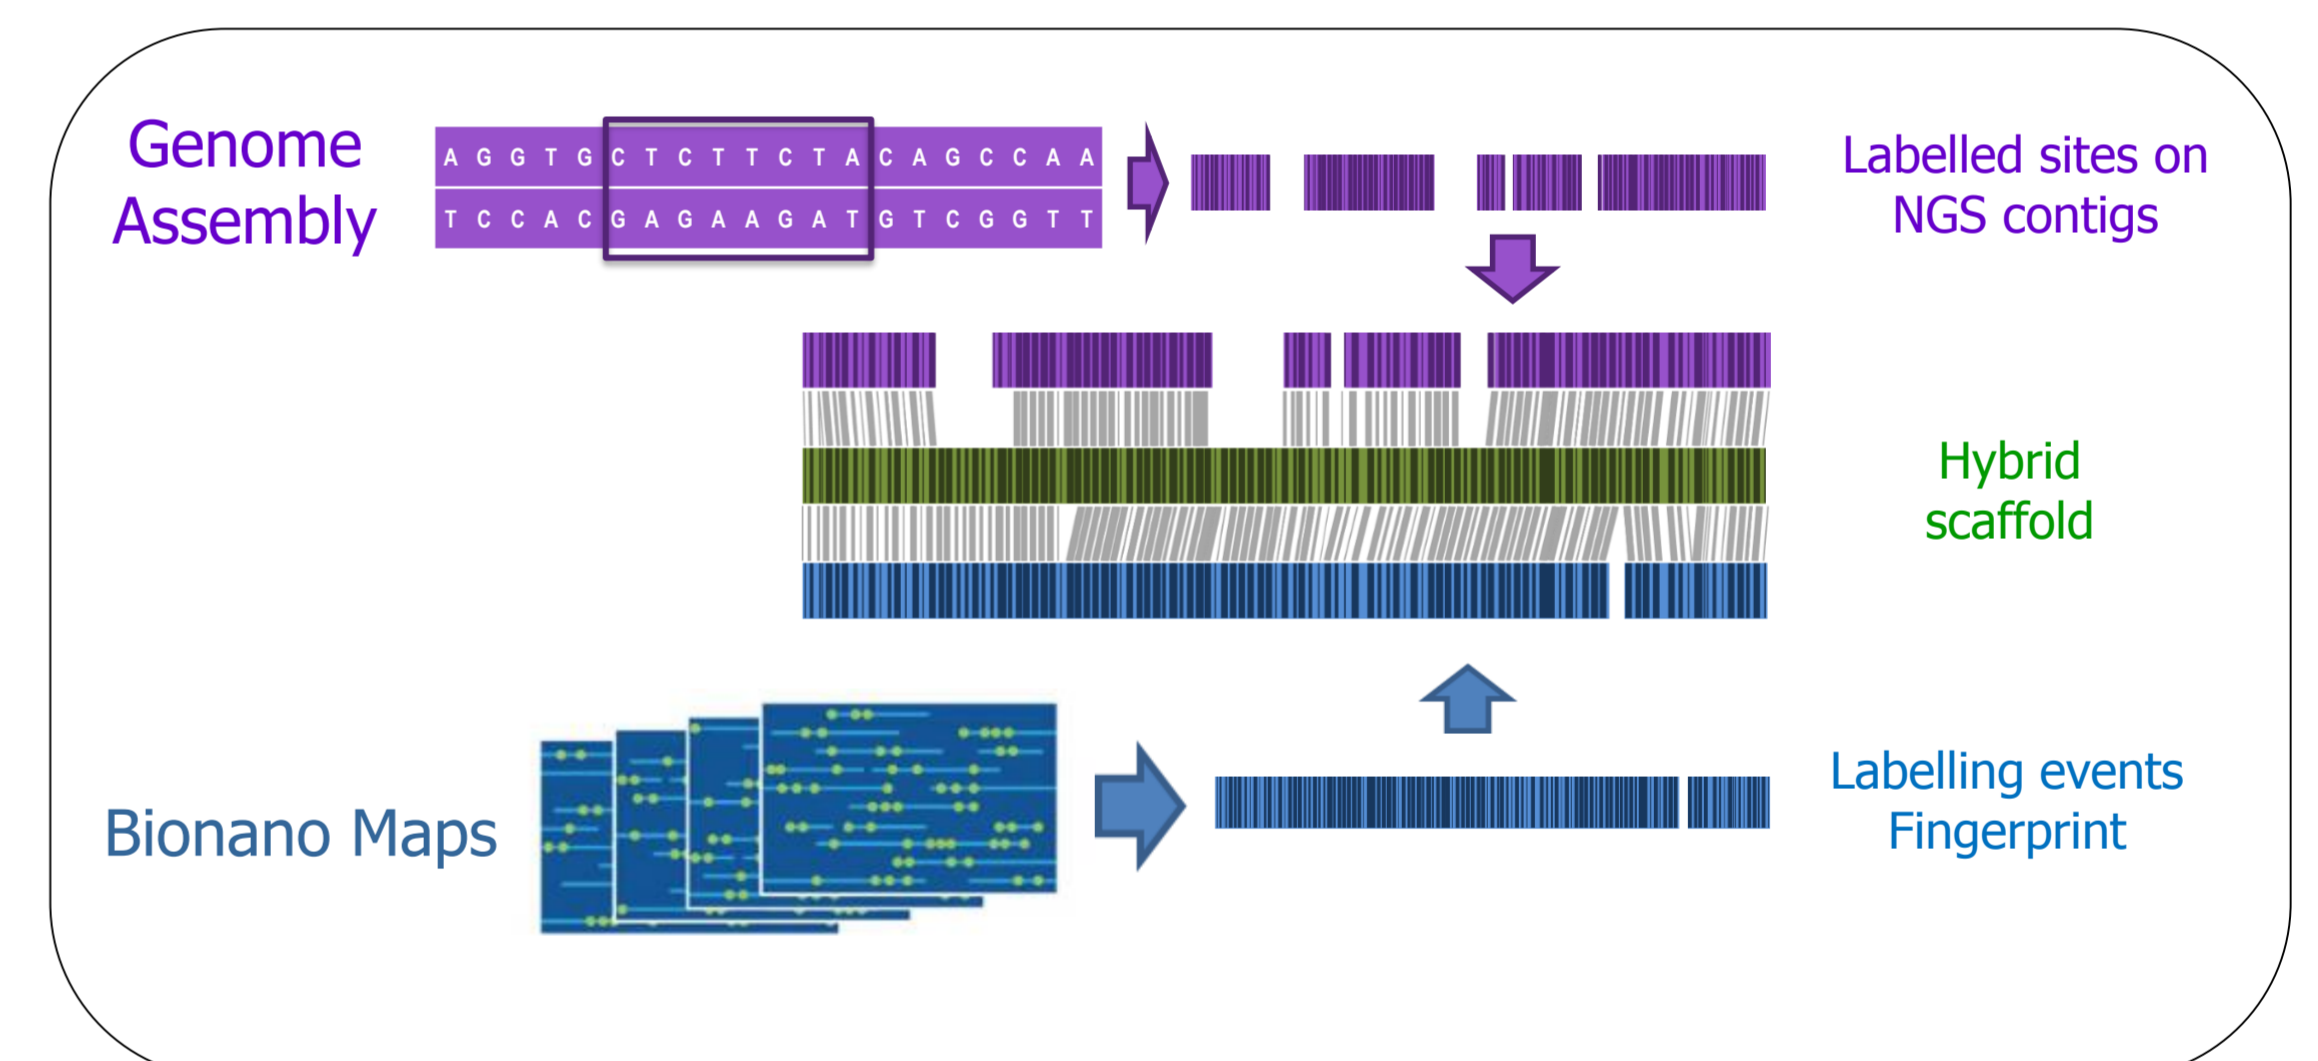 Genome
Assembly
A G G T G C T C T T C T A C A G C C A A
T C C A C G A G A A G A T G T C G G T T
Labelled sites on
NGS contigs
Hybrid
scaffold
Bionano Maps
Labelling events
Fingerprint